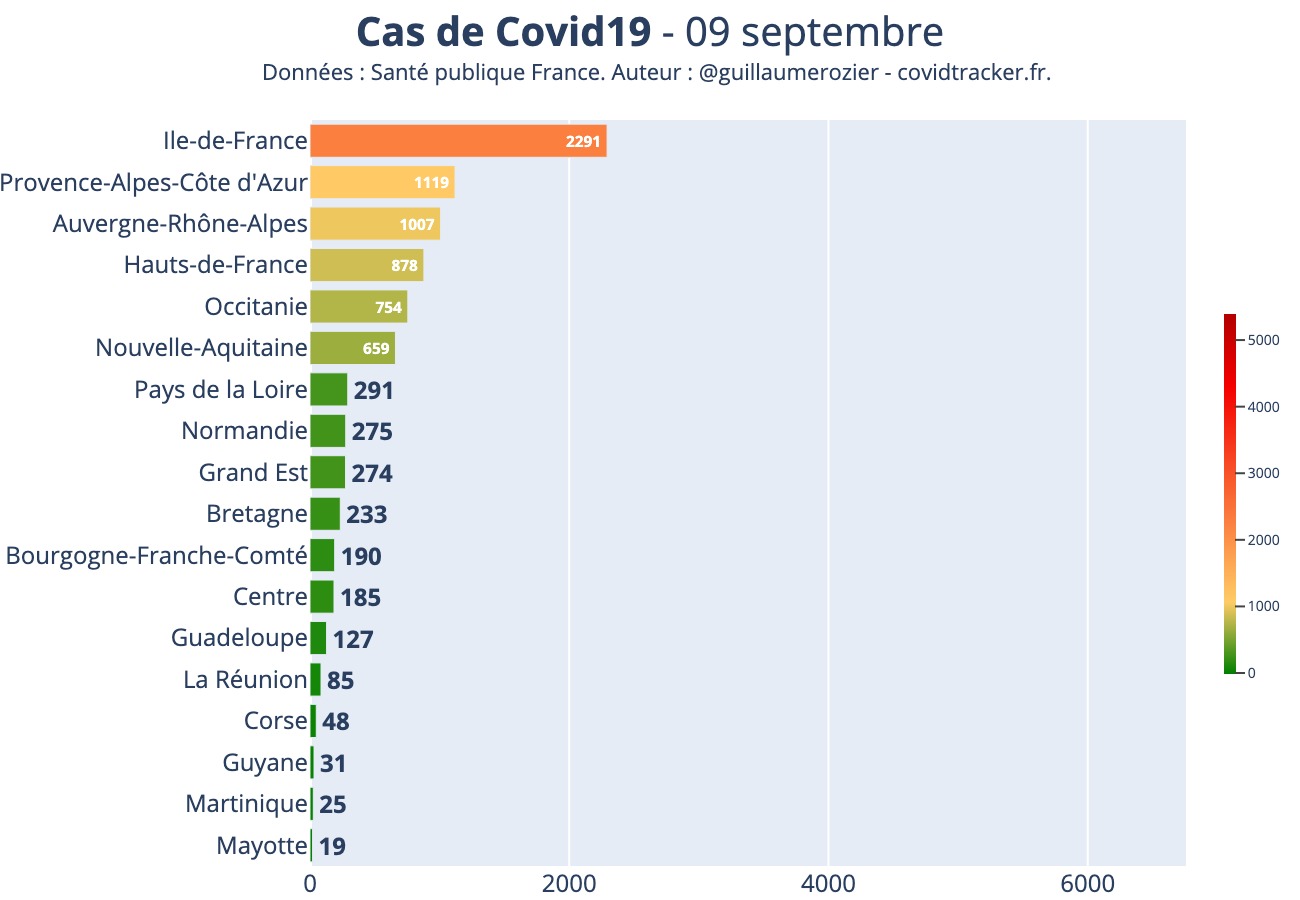 Cas de Covid19 - 09 septembre
Données : Santé publique France. Auteur : @guillaumerozier - covidtracker.fr.
Ile-de-France 2291
Provence-Alpes-Côte d'Azur 1119
Auvergne-Rhône-Alpes 1007
Hauts-de-France 878
Occitanie 754
Nouvelle-Aquitaine 659
Pays de la Loire 291
Normandie 275
Grand Est 274
Bretagne 233
Bourgogne-Franche-Comté 190
Centre 185
Guadeloupe 127
La Réunion 85
Corse 48
Guyane 31
Martinique 25
Mayotte 19
0 2000 4000 6000
5000
4000
3000
2000
1000
0